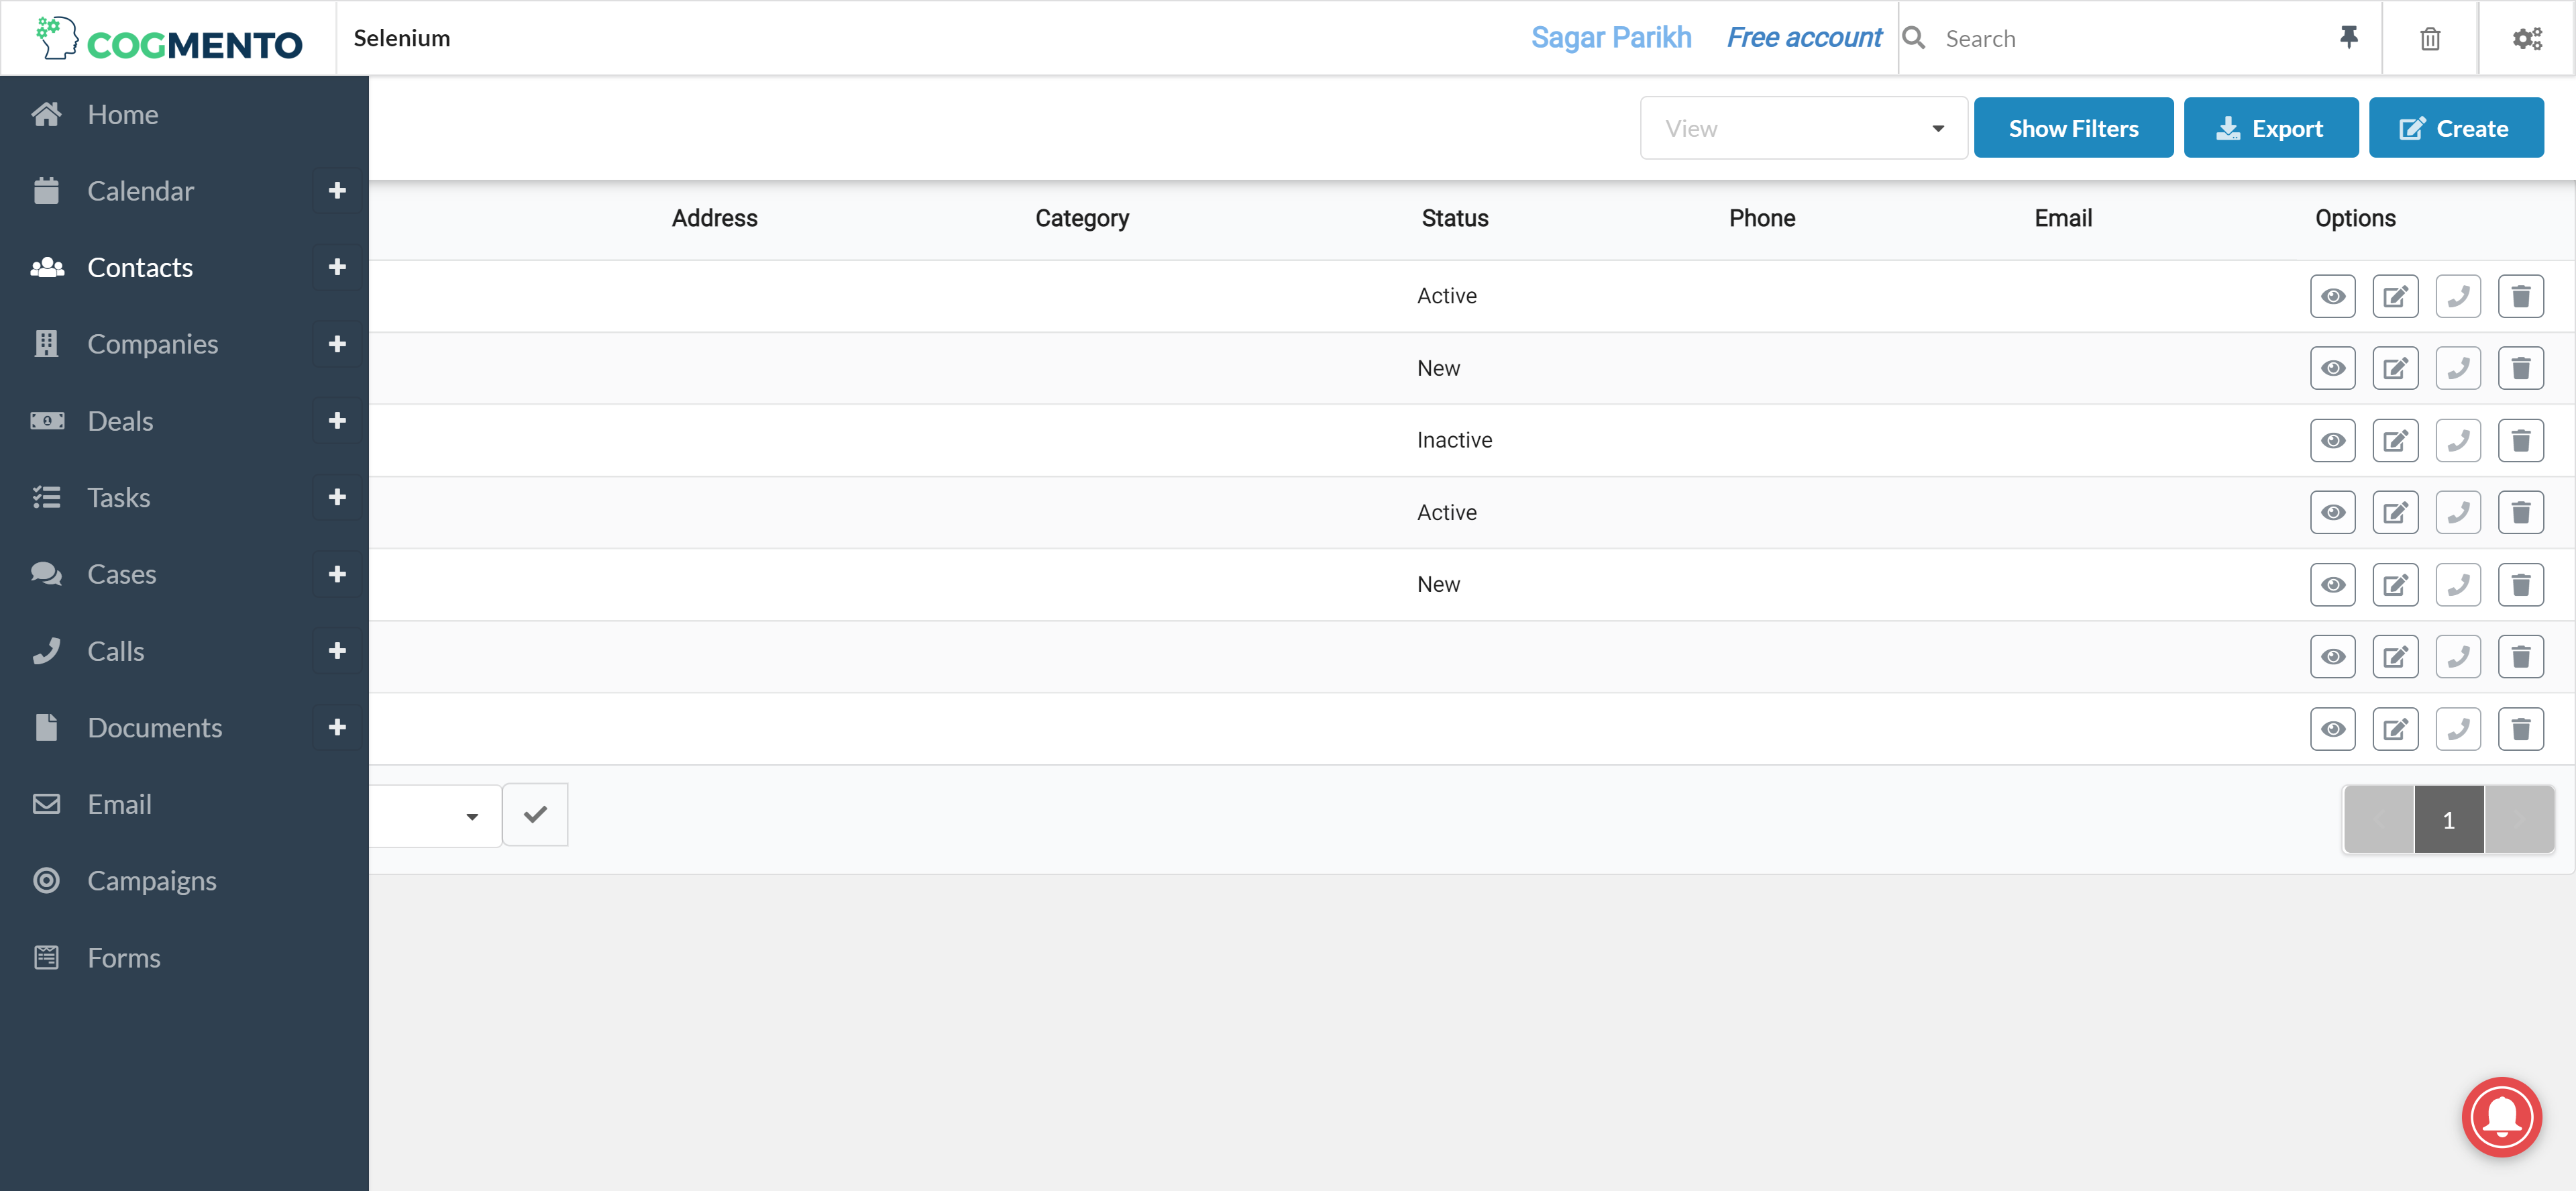 COGMENTO
Selenium
Sagar Parikh
Free account
Search
Home
Calendar
Contacts
Companies
Deals
Tasks
Cases
Calls
Documents
Email
Campaigns
Forms
View
Show Filters
Export
Create
Address Category Status Phone Email Options
Active
New
Inactive
Active
New
1